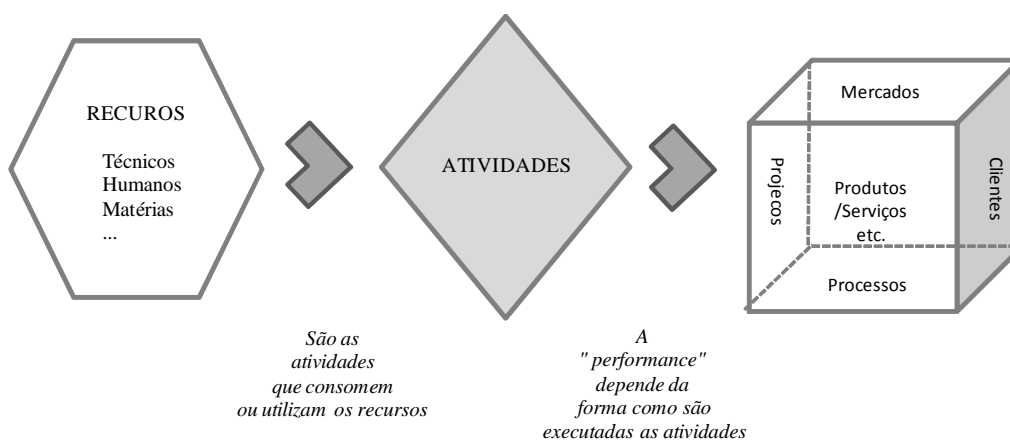 RECUROS
Técnicos
Humanos
Matérias
...
ATIVIDADES
Mercados
Projecos
Produtos
/Serviços
etc.
Clientes
Processos
São as
atividades
que consomem
ou utilizam os recursos
A
" performance"
depende da
forma como são
executadas as atividades